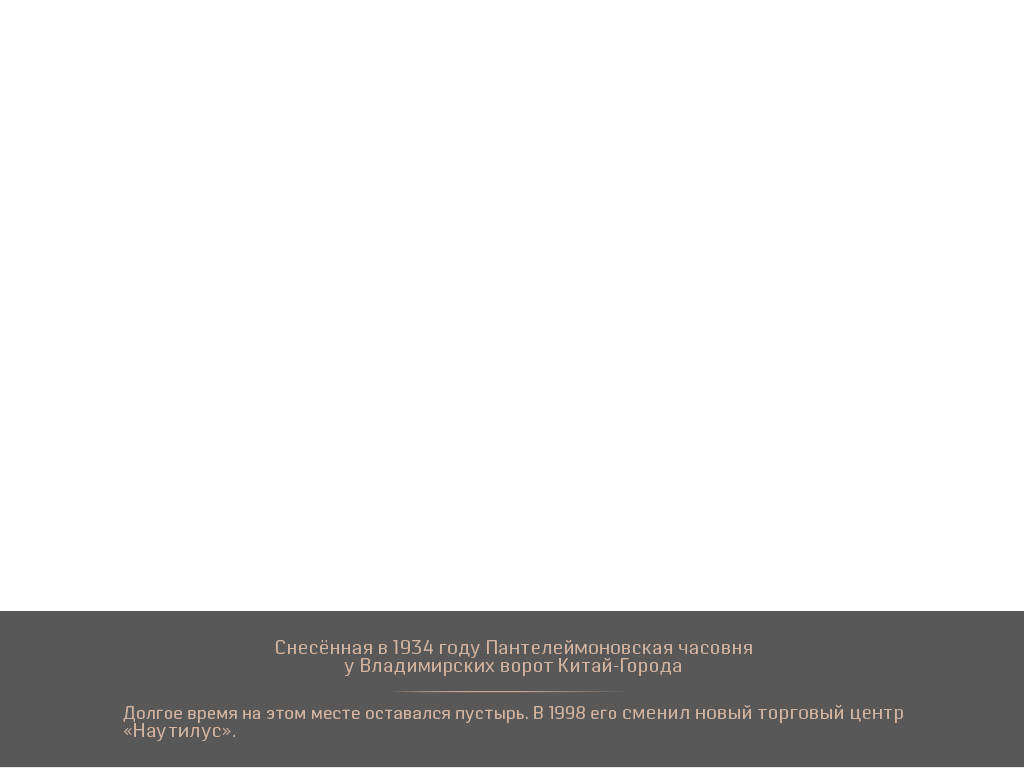 Снесённая в 1934 году Пантелеймоновская часовня
у Владимирских ворот Китай-Города
Долгое время на этом месте оставался пустырь. В 1998 его сменил новый торговый центр
«Наутилус».